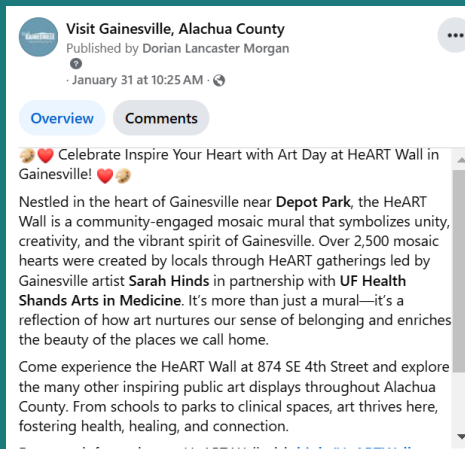 Visit Gainesville, Alachua County
Published by Dorian Lancaster Morgan
· January 31 at 10:25 AM ·
Overview
Comments
Celebrate Inspire Your Heart with Art Day at HeART Wall in
Gainesville!
Nestled in the heart of Gainesville near Depot Park, the HeART
Wall is a community-engaged mosaic mural that symbolizes unity,
creativity, and the vibrant spirit of Gainesville. Over 2,500 mosaic
hearts were created by locals through HeART gatherings led by
Gainesville artist Sarah Hinds in partnership with UF Health
Shands Arts in Medicine. It’s more than just a mural—it’s a
reflection of how art nurtures our sense of belonging and enriches
the beauty of the places we call home.
Come experience the HeART Wall at 874 SE 4th Street and explore
the many other inspiring public art displays throughout Alachua
County. From schools to parks to clinical spaces, art thrives here,
fostering health, healing, and connection.